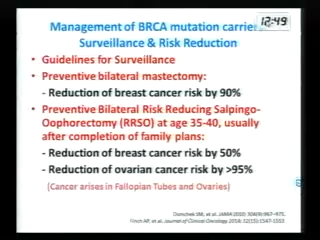 12:49
Management of BRCA mutation carriers
Surveillance & Risk Reduction
• Guidelines for Surveillance
• Preventive bilateral mastectomy:
- Reduction of breast cancer risk by 90%
• Preventive Bilateral Risk Reducing Salpingo-
Oophorectomy (RRSO) at age 35-40, usually
after completion of family plans:
- Reduction of breast cancer risk by 50%
- Reduction of ovarian cancer risk by >95%
(Cancer arises in Fallopian Tubes and Ovaries)
Domchek SM, et al. JAMA 2010; 304(9):967–975,
Finch AP, et al. Journal of Clinical Oncology 2014; 32(15):1547-1553